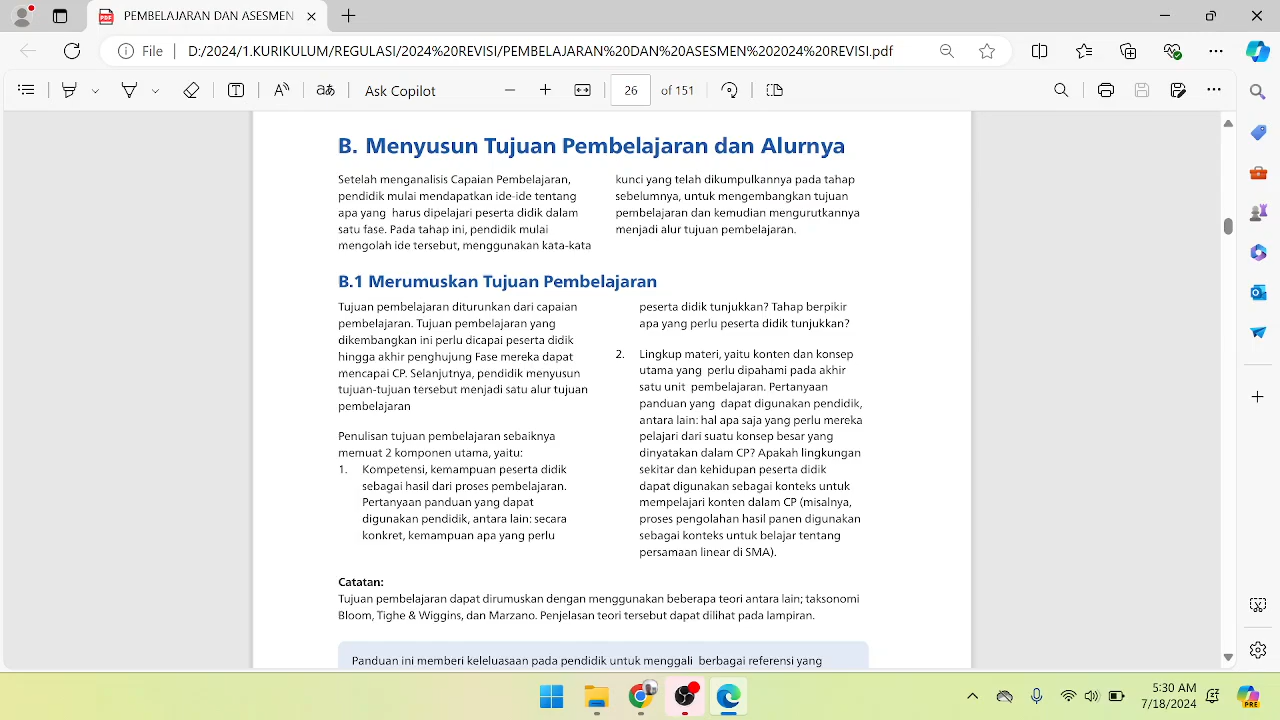 PEMBELAJARAN DAN ASESMEN
File
D:/2024/1.KURIKULUM/REGULASI/2024%20REVISI/PEMBELAJARAN%20DAN%20ASESMEN%202024%20REVISI.pdf
Ask Copilot
26 of 151
B. Menyusun Tujuan Pembelajaran dan Alurnya
Setelah menganalisis Capaian Pembelajaran,
pendidik mulai mendapatkan ide-ide tentang
apa yang harus dipelajari peserta didik dalam
satu fase. Pada tahap ini, pendidik mulai
mengolah ide tersebut, menggunakan kata-kata
kunci yang telah dikumpulkannya pada tahap
sebelumnya, untuk mengembangkan tujuan
pembelajaran dan kemudian mengurutkannya
menjadi alur tujuan pembelajaran.
B.1 Merumuskan Tujuan Pembelajaran
Tujuan pembelajaran diturunkan dari capaian
pembelajaran. Tujuan pembelajaran yang
dikembangkan ini perlu dicapai peserta didik
hingga akhir penghujung Fase mereka dapat
mencapai CP. Selanjutnya, pendidik menyusun
tujuan-tujuan tersebut menjadi satu alur tujuan
pembelajaran
Penulisan tujuan pembelajaran sebaiknya
memuat 2 komponen utama, yaitu:
1. Kompetensi, kemampuan peserta didik
sebagai hasil dari proses pembelajaran.
Pertanyaan panduan yang dapat
digunakan pendidik, antara lain: secara
konkret, kemampuan apa yang perlu
peserta didik tunjukkan? Tahap berpikir
apa yang perlu peserta didik tunjukkan?
2. Lingkup materi, yaitu konten dan konsep
utama yang perlu dipahami pada akhir
satu unit pembelajaran. Pertanyaan
panduan yang dapat digunakan pendidik,
antara lain: hal apa saja yang perlu mereka
pelajari dari suatu konsep besar yang
dinyatakan dalam CP? Apakah lingkungan
sekitar dan kehidupan peserta didik
dapat digunakan sebagai konteks untuk
mempelajari konten dalam CP (misalnya,
proses pengolahan hasil panen digunakan
sebagai konteks untuk belajar tentang
persamaan linear di SMA).
Catatan:
Tujuan pembelajaran dapat dirumuskan dengan menggunakan beberapa teori antara lain; taksonomi
Bloom, Tighe & Wiggins, dan Marzano. Penjelasan teori tersebut dapat dilihat pada lampiran.
Panduan ini memberi keleluasaan pada pendidik untuk menggali berbagai referensi yang
5:30 AM
7/18/2024